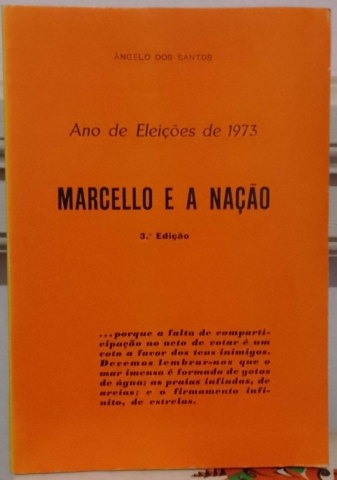 ANGELO DOS SANTOS
Ano de Eleições de 1973
MARCELLO E A NAÇÃO
3.ª Edição
...porque a falta de comparti-
cipação no acto de votar é um
voto a favor dos teus inimigos.
Devemos lembrar-nos que o
mar imenso é formado de gotas
de água; as praias infindas, de
areias; e o firmamento infi-
nito, de estrelas.